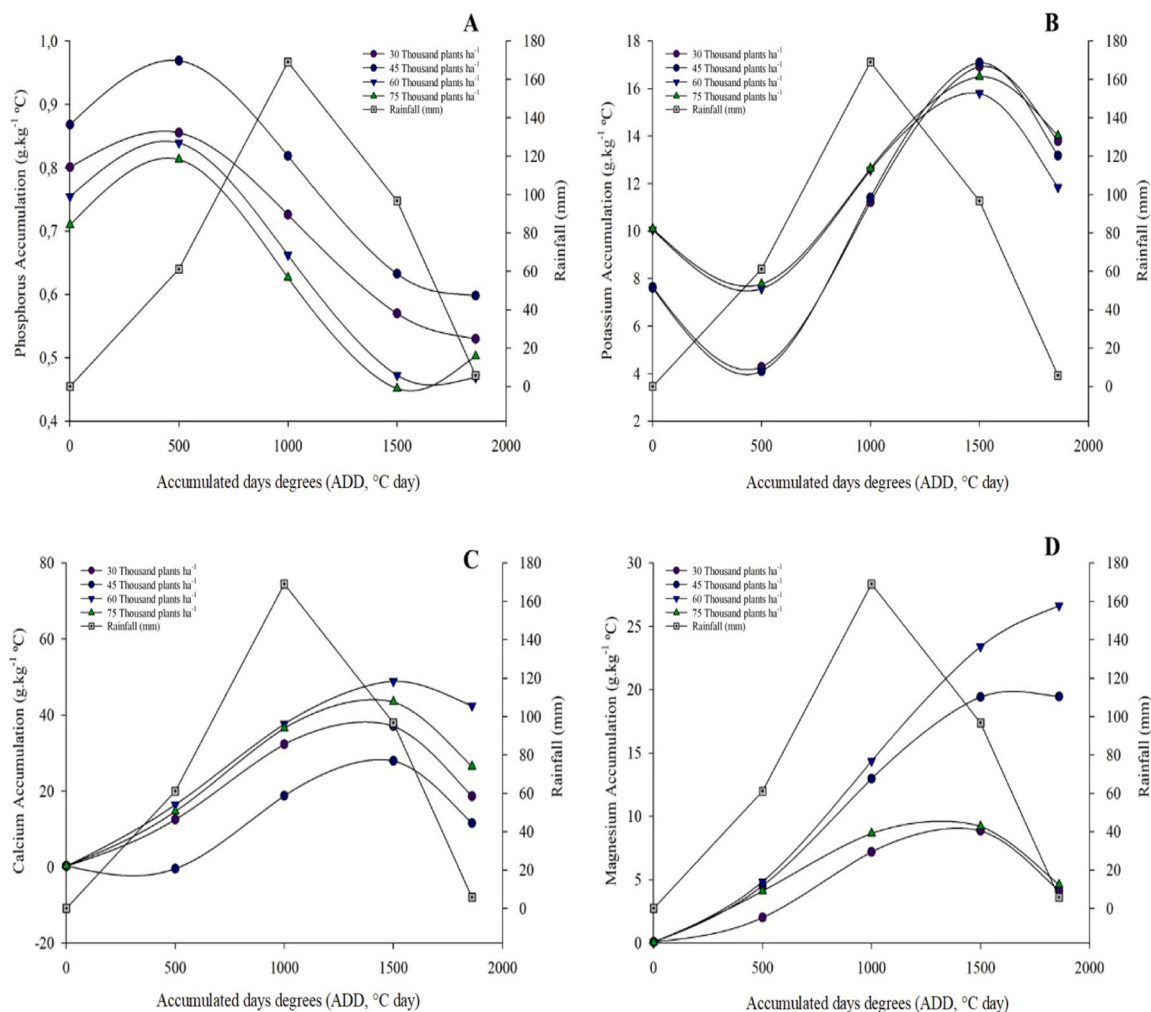 A
1,0
0,9
0,8
0,7
0,6
0,5
0,4
Phosphorus Accumulation (g.kg⁻¹ ºC)
30 Thousand plants ha⁻¹
45 Thousand plants ha⁻¹
60 Thousand plants ha⁻¹
75 Thousand plants ha⁻¹
Rainfall (mm)
180
160
140
120
100
80
60
40
20
0
Rainfall (mm)
0 500 1000 1500 2000
Accumulated days degrees (ADD, °C day)
B
18
16
14
12
10
8
6
4
2
Potassium Accumulation (g.kg⁻¹ ºC)
30 Thousand plants ha⁻¹
45 Thousand plants ha⁻¹
60 Thousand plants ha⁻¹
75 Thousand plants ha⁻¹
Rainfall (mm)
180
160
140
120
100
80
60
40
20
0
Rainfall (mm)
0 500 1000 1500 2000
Accumulated days degrees (ADD, °C day)
C
80
60
40
20
0
-20
Calcium Accumulation (g.kg⁻¹ ºC)
30 Thousand plants ha⁻¹
45 Thousand plants ha⁻¹
60 Thousand plants ha⁻¹
75 Thousand plants ha⁻¹
Rainfall (mm)
180
160
140
120
100
80
60
40
20
0
Rainfall (mm)
0 500 1000 1500 2000
Accumulated days degrees (ADD, °C day)
D
30
25
20
15
10
5
0
Magnesium Accumulation (g.kg⁻¹ ºC)
30 Thousand plants ha⁻¹
45 Thousand plants ha⁻¹
60 Thousand plants ha⁻¹
75 Thousand plants ha⁻¹
Rainfall (mm)
180
160
140
120
100
80
60
40
20
0
Rainfall (mm)
0 500 1000 1500 2000
Accumulated days degrees (ADD, °C day)